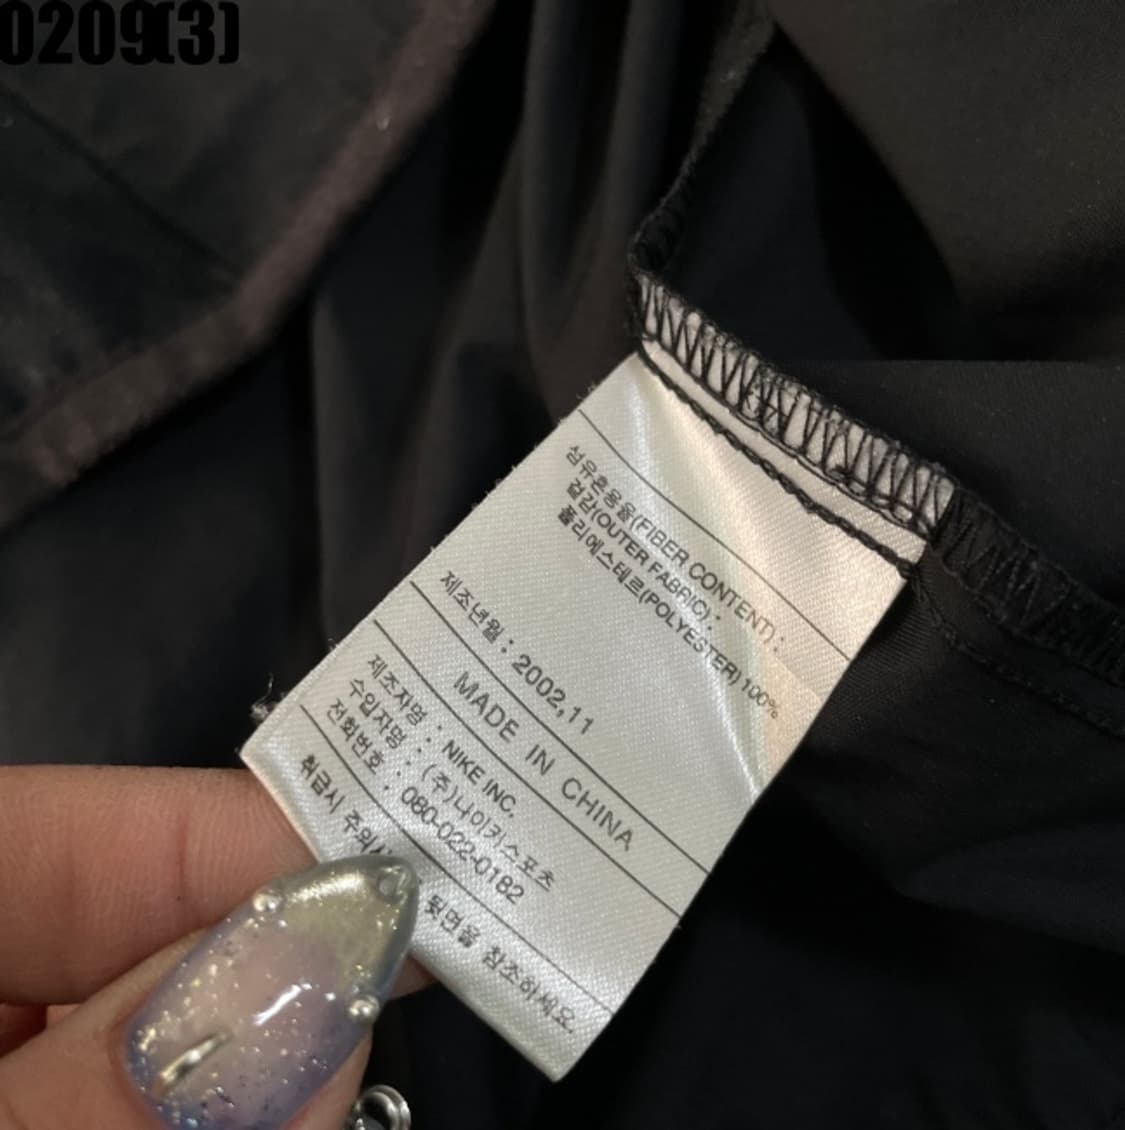 0209(3)
섬유혼용율(FIBER CONTENT) :
겉감(OUTER FABRIC) :
폴리에스테르(POLYESTER) 100%
제조년월 : 2002,11
MADE IN CHINA
제조자명 : NIKE INC.
수입자명 : (주)나이키스포츠
전화번호 : 080-022-0182
취급시 주의사 뒷면을 참조하세요.